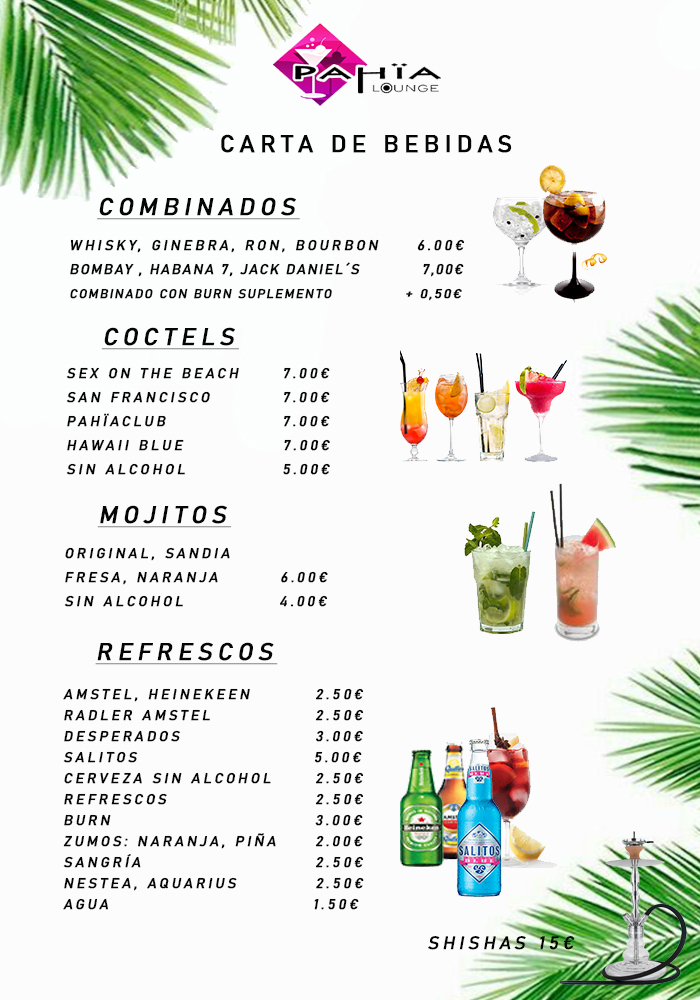 PAHÏA
LOUNGE
CARTA DE BEBIDAS
COMBINADOS
WHISKY, GINEBRA, RON, BOURBON 6.00€
BOMBAY, HABANA 7, JACK DANIEL´S 7,00€
COMBINADO CON BURN SUPLEMENTO + 0,50€
COCTELS
SEX ON THE BEACH 7.00€
SAN FRANCISCO 7.00€
PAHÏACLUB 7.00€
HAWAII BLUE 7.00€
SIN ALCOHOL 5.00€
MOJITOS
ORIGINAL, SANDIA
FRESA, NARANJA 6.00€
SIN ALCOHOL 4.00€
REFRESCOS
AMSTEL, HEINEKEEN 2.50€
RADLER AMSTEL 2.50€
DESPERADOS 3.00€
SALITOS 5.00€
CERVEZA SIN ALCOHOL 2.50€
REFRESCOS 2.50€
BURN 3.00€
ZUMOS: NARANJA, PIÑA 2.00€
SANGRÍA 2.50€
NESTEA, AQUARIUS 2.50€
AGUA 1.50€
Heineken
SALITOS
BLUE
SHISHAS 15€